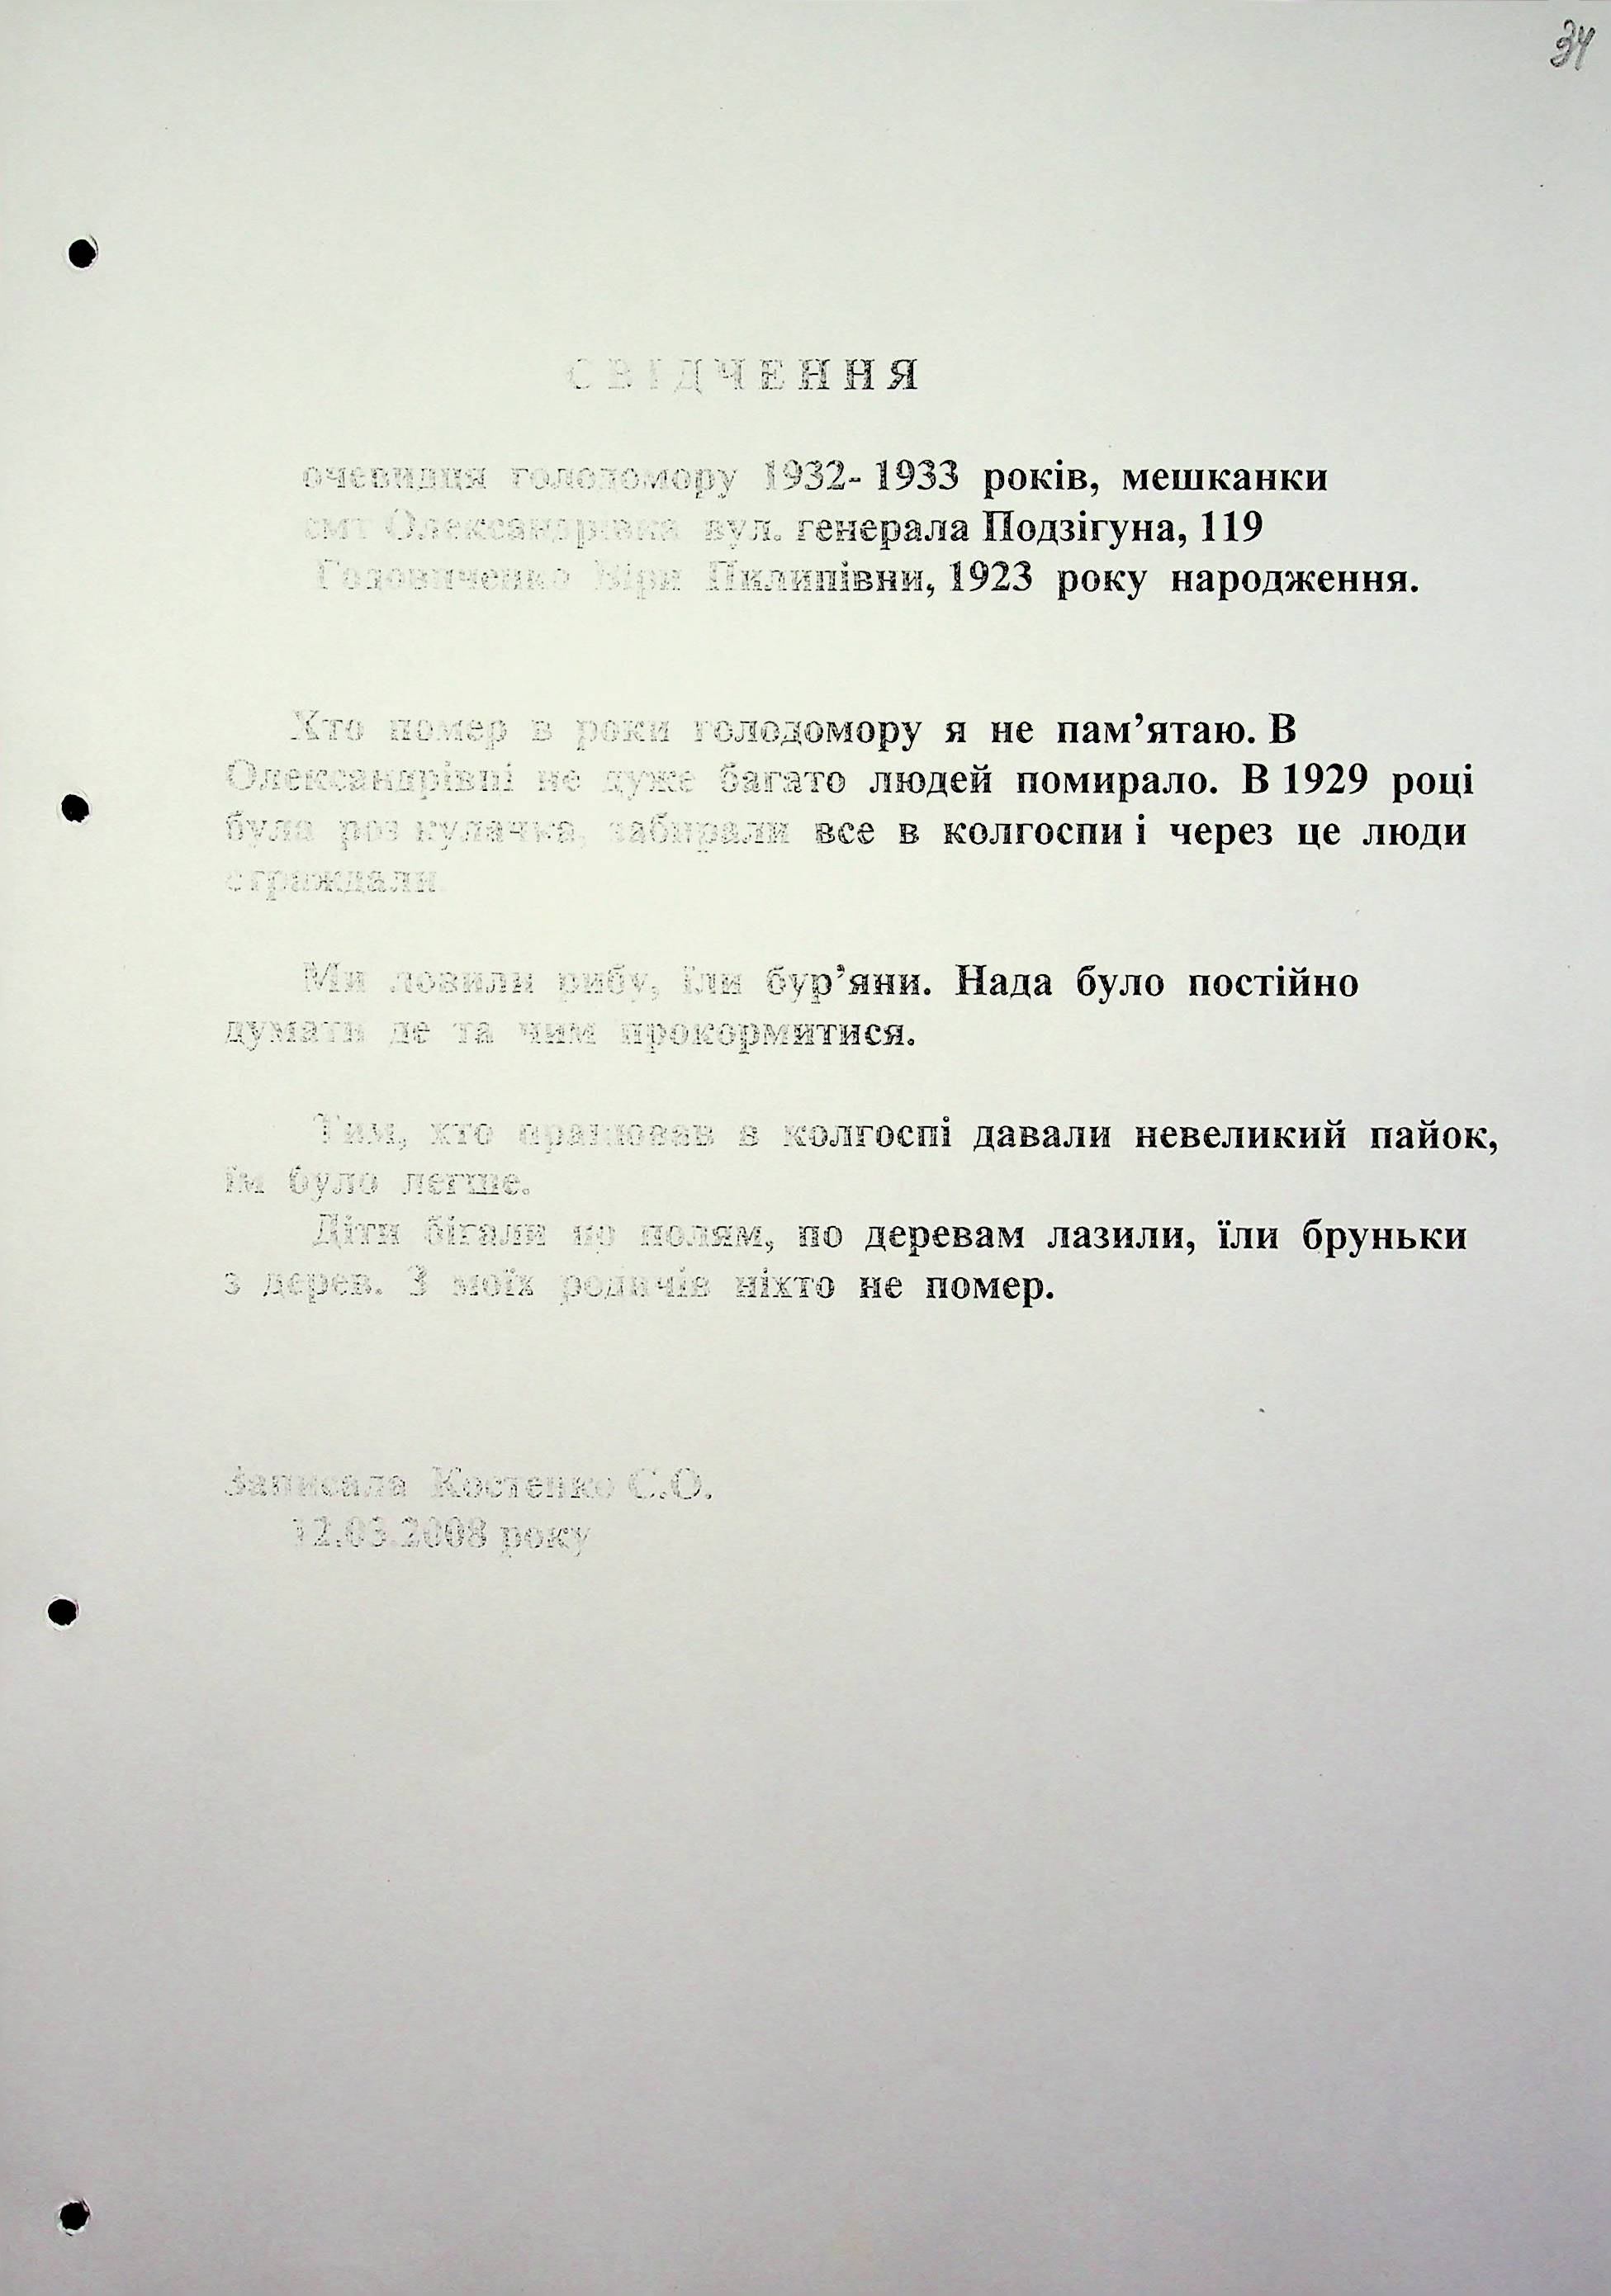 34
СВІДЧЕННЯ
очевидця голодомору 1932- 1933 років, мешканки
смт Олександрівка вул. генерала Подзігуна, 119
Віри Пилипівни, 1923 року народження.
Хто помер в роки голодомору я не пам’ятаю. В
Олександрівці не дуже багато людей помирало. В 1929 році
була роз кулачка, забирали все в колгоспи і через це люди
страждали.
Ми ловили рибу, їли бур’яни. Нада було постійно
думати де та чим прокормитися.
Тим, хто працював в колгоспі давали невеликий пайок,
їм було легше.
Діти бігали по полям, по деревам лазили, їли бруньки
з дерев. З моїх родичів ніхто не помер.
Записала Костенко С.О.
12.03.2008 року